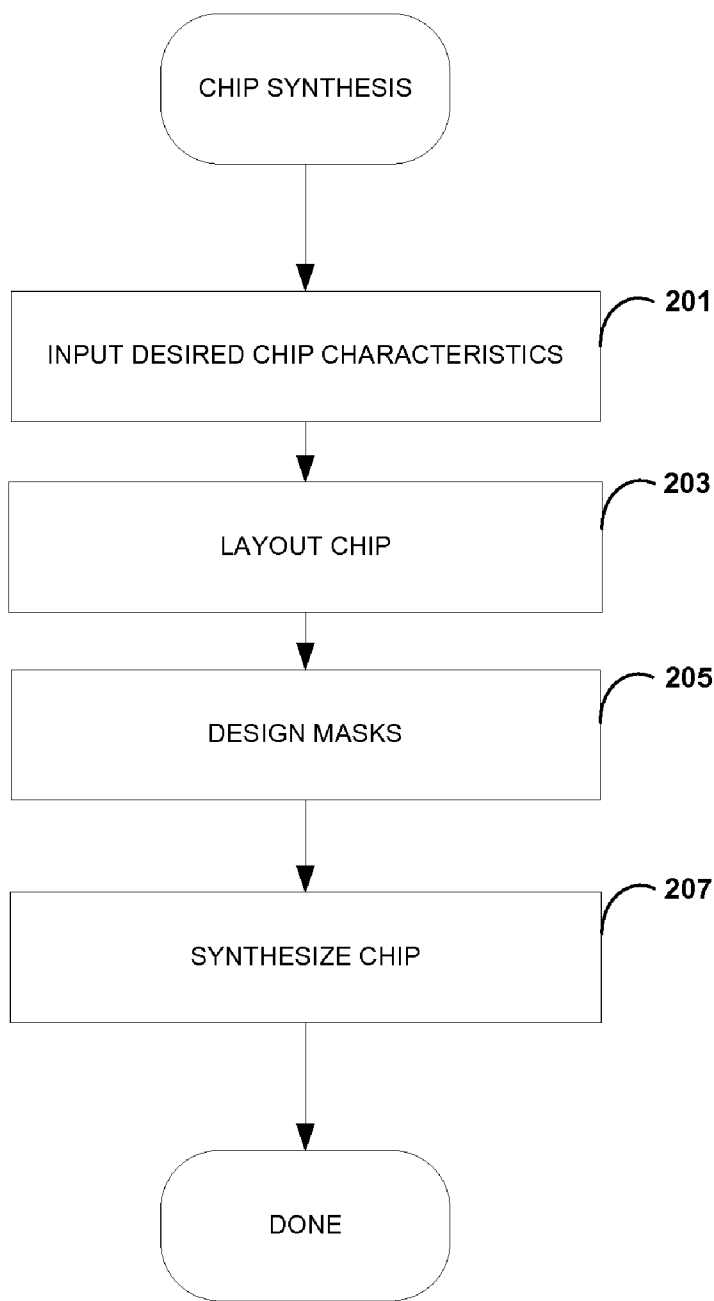 CHIP SYNTHESIS
201
INPUT DESIRED CHIP CHARACTERISTICS
203
LAYOUT CHIP
205
DESIGN MASKS
207
SYNTHESIZE CHIP
DONE